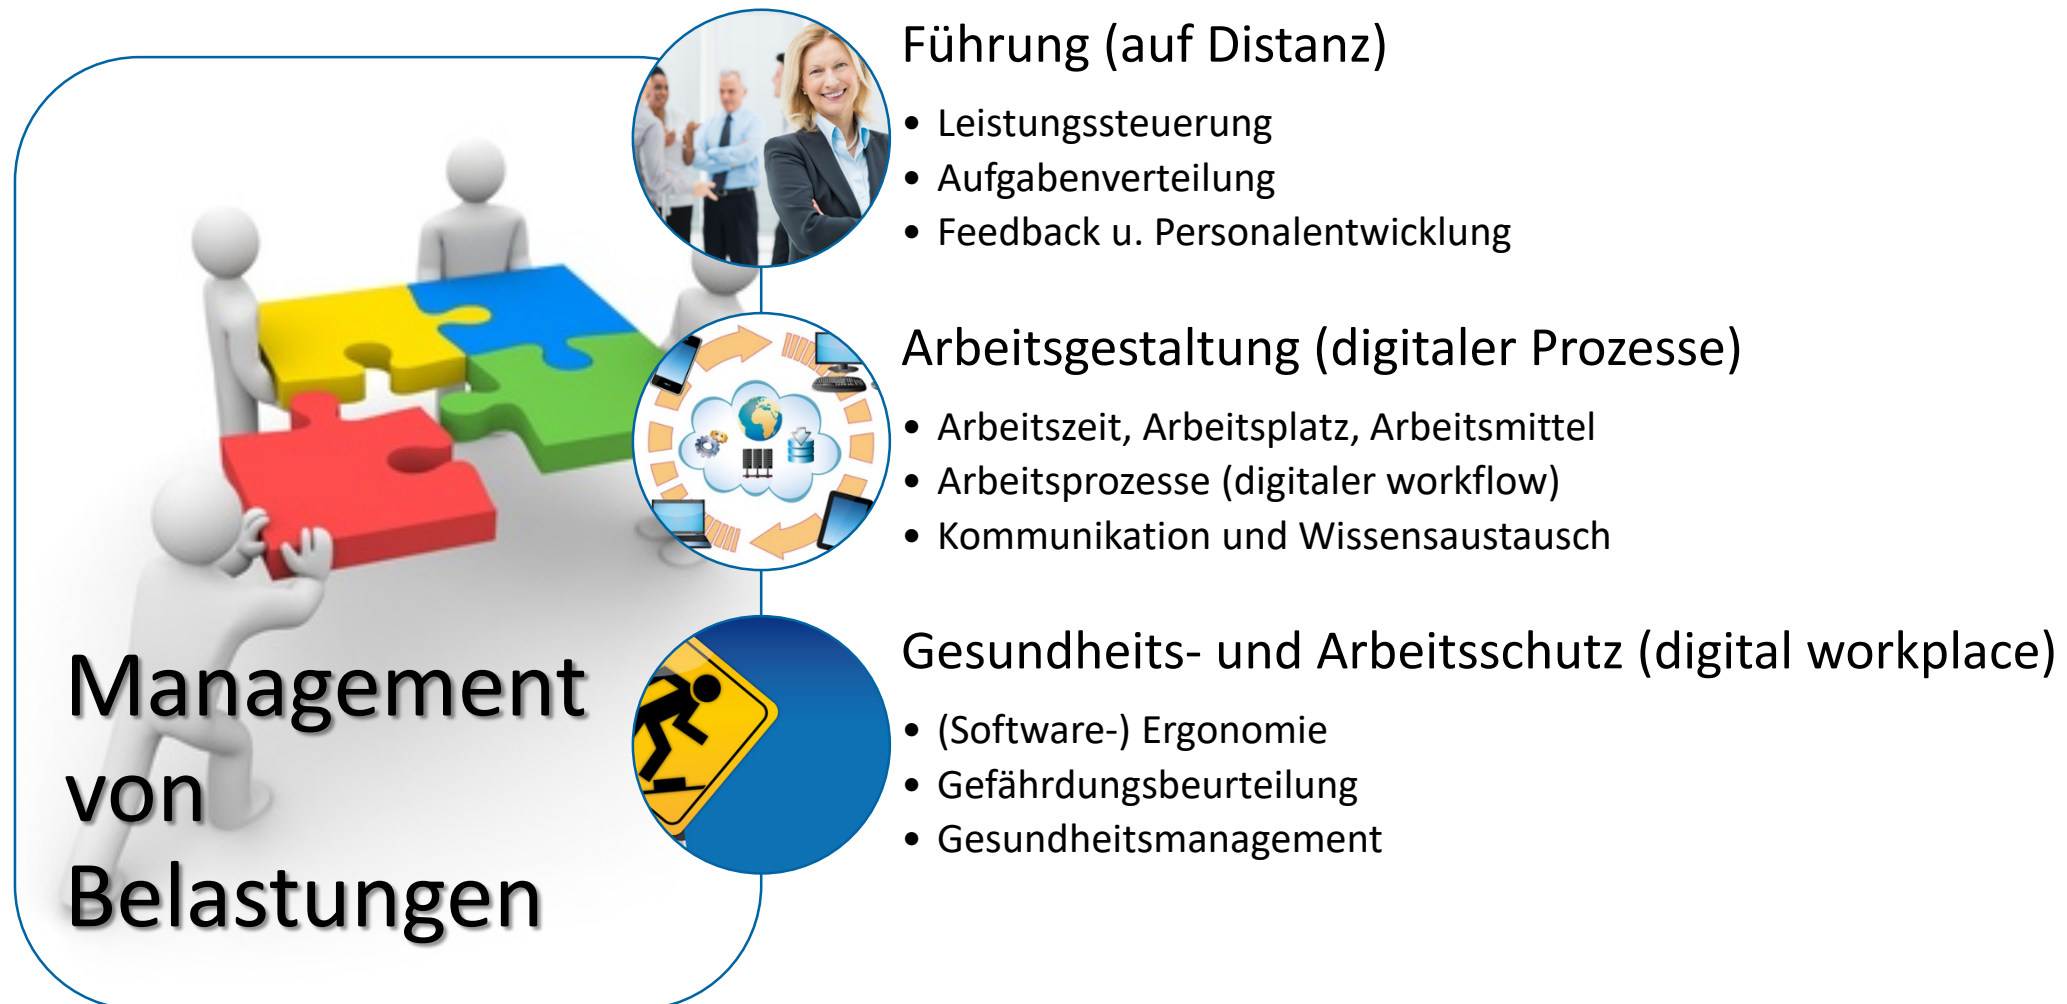 Management
von
Belastungen
Führung (auf Distanz)
• Leistungssteuerung
• Aufgabenverteilung
• Feedback u. Personalentwicklung
Arbeitsgestaltung (digitaler Prozesse)
• Arbeitszeit, Arbeitsplatz, Arbeitsmittel
• Arbeitsprozesse (digitaler workflow)
• Kommunikation und Wissensaustausch
Gesundheits- und Arbeitsschutz (digital workplace)
• (Software-) Ergonomie
• Gefährdungsbeurteilung
• Gesundheitsmanagement